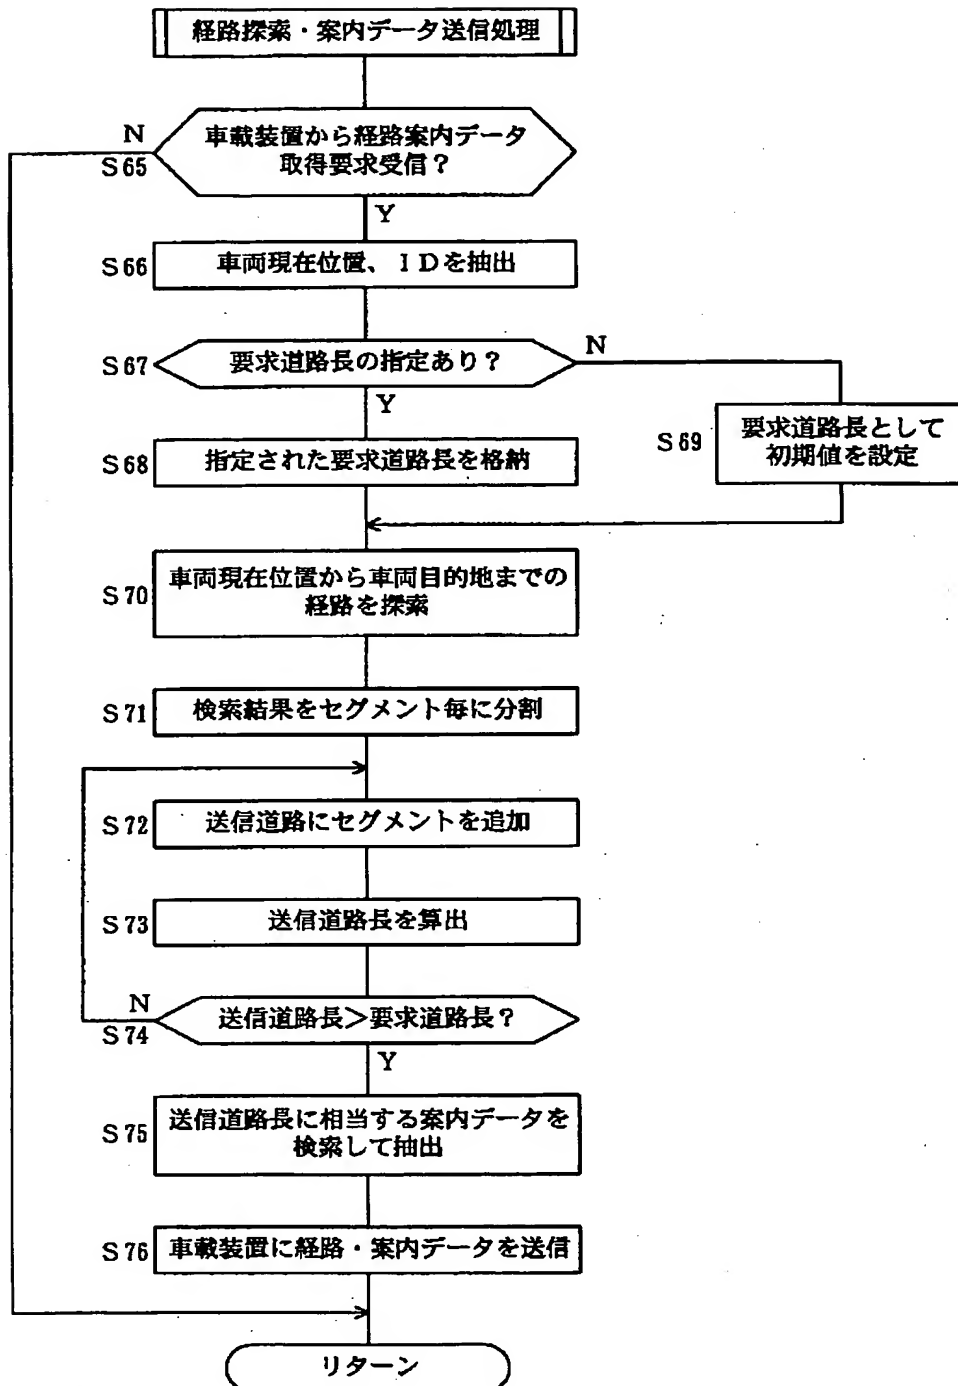 経路探索・案内データ送信処理
N
車載装置から経路案内データ
S65
取得要求受信？
Y
S66
車両現在位置、ＩＤを抽出
S67
要求道路長の指定あり？
N
Y
S68
指定された要求道路長を格納
S69
要求道路長として
初期値を設定
S70
車両現在位置から車両目的地までの
経路を探索
S71
検索結果をセグメント毎に分割
S72
送信道路にセグメントを追加
S73
送信道路長を算出
N
S74
送信道路長＞要求道路長？
Y
S75
送信道路長に相当する案内データを
検索して抽出
S76
車載装置に経路・案内データを送信
リターン